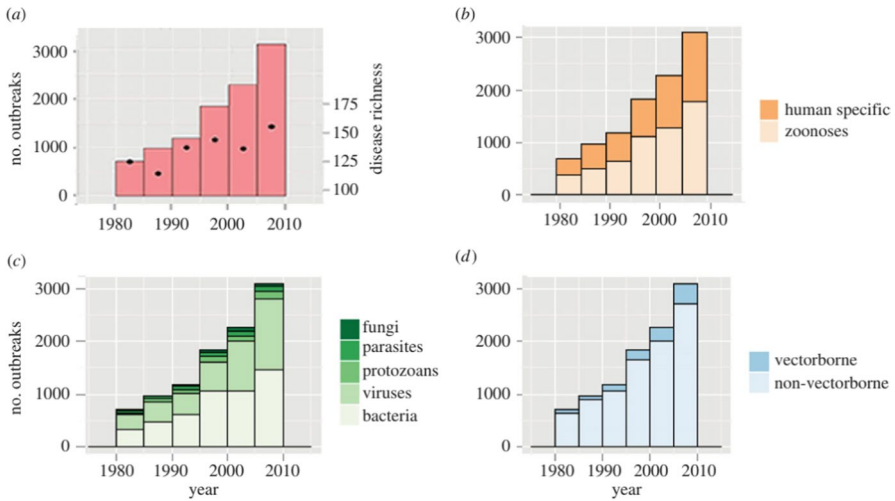 (a)
3000
2000
1000
0
no. outbreaks
175
150
125
100
disease richness
1980 1990 2000 2010
(b)
3000
2000
1000
0
1980 1990 2000 2010
human specific
zoonoses
(c)
3000
2000
1000
0
no. outbreaks
1980 1990 2000 2010
year
fungi
parasites
protozoans
viruses
bacteria
(d)
3000
2000
1000
0
1980 1990 2000 2010
year
vectorborne
non-vectorborne